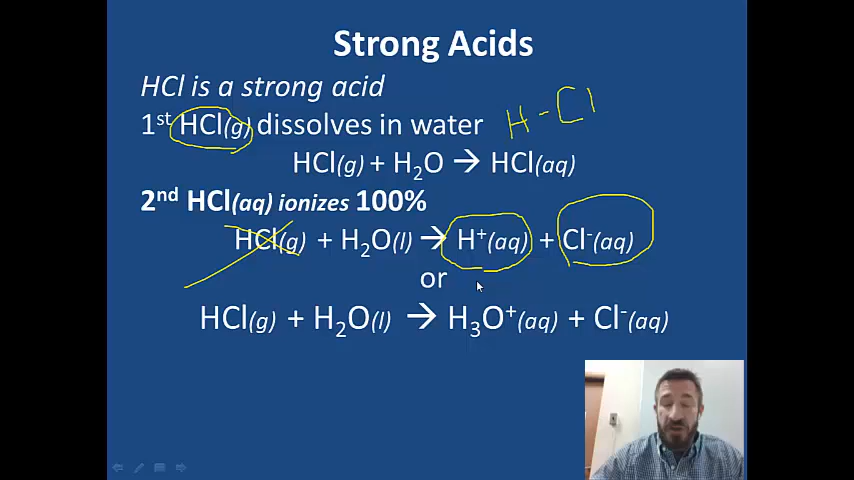 Strong Acids
HCl is a strong acid
1st HCl(g) dissolves in water H-Cl
HCl(g) + H₂O → HCl(aq)
2nd HCl(aq) ionizes 100%
HCl(g) + H₂O(l) → H⁺(aq) + Cl⁻(aq)
or
HCl(g) + H₂O(l) → H₃O⁺(aq) + Cl⁻(aq)